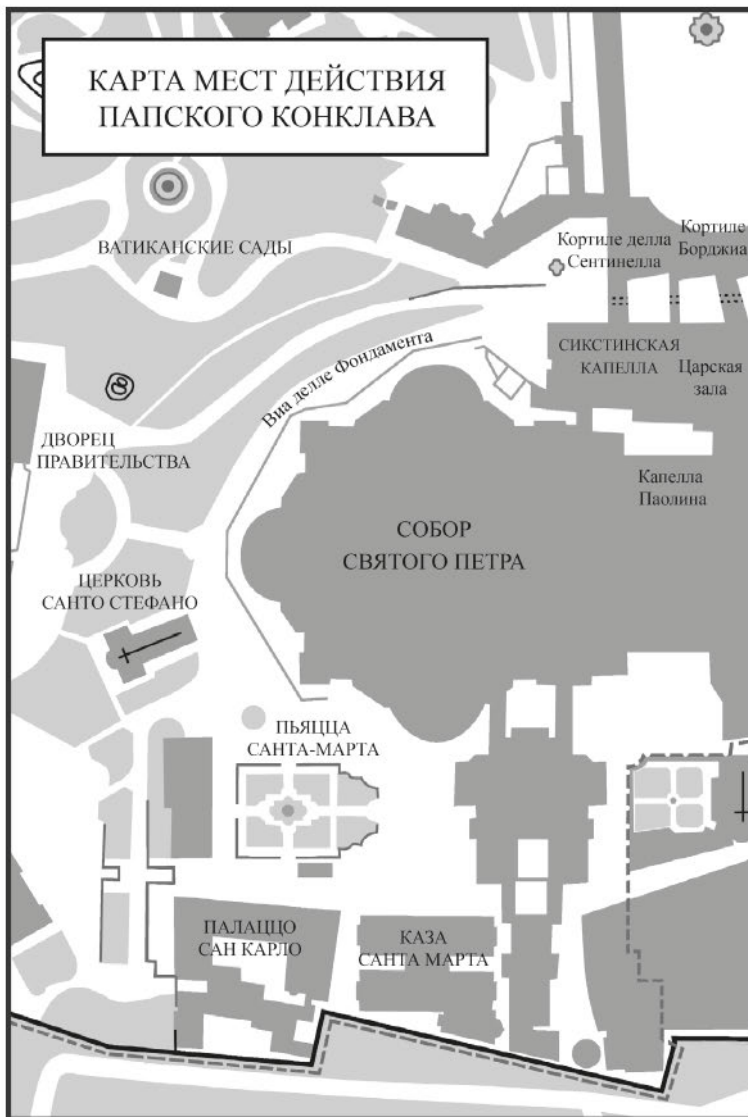 КАРТА МЕСТ ДЕЙСТВИЯ
ПАПСКОГО КОНКЛАВА
ВАТИКАНСКИЕ САДЫ
Кортиле делла
Сентинелла
Кортиле
Борджиа
Виа делле Фондамента
СИКСТИНСКАЯ
КАПЕЛЛА
Царская
зала
ДВОРЕЦ
ПРАВИТЕЛЬСТВА
Капелла
Паолина
СОБОР
СВЯТОГО ПЕТРА
ЦЕРКОВЬ
САНТО СТЕФАНО
ПЬЯЦЦА
САНТА-МАРТА
ПАЛАЦЦО
САН КАРЛО
КАЗА
САНТА МАРТА